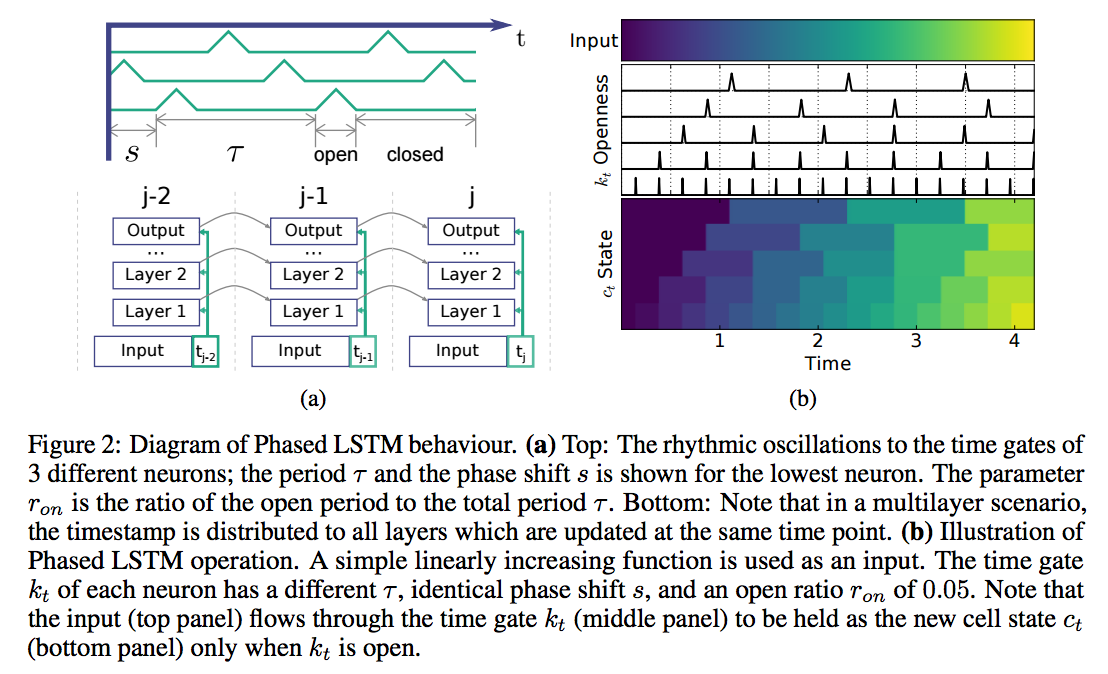 t
s
τ
open
closed
j-2
j-1
j
Output
Output
Output
...
...
...
Layer 2
Layer 2
Layer 2
Layer 1
Layer 1
Layer 1
Input
t_{j-2}
Input
t_{j-1}
Input
t_j
(a)
Input
k_t Openness
c_t State
1 2 3 4
Time
(b)
Figure 2: Diagram of Phased LSTM behaviour. (a) Top: The rhythmic oscillations to the time gates of
3 different neurons; the period τ and the phase shift s is shown for the lowest neuron. The parameter
r_{on} is the ratio of the open period to the total period τ. Bottom: Note that in a multilayer scenario,
the timestamp is distributed to all layers which are updated at the same time point. (b) Illustration of
Phased LSTM operation. A simple linearly increasing function is used as an input. The time gate
k_t of each neuron has a different τ, identical phase shift s, and an open ratio r_{on} of 0.05. Note that
the input (top panel) flows through the time gate k_t (middle panel) to be held as the new cell state c_t
(bottom panel) only when k_t is open.